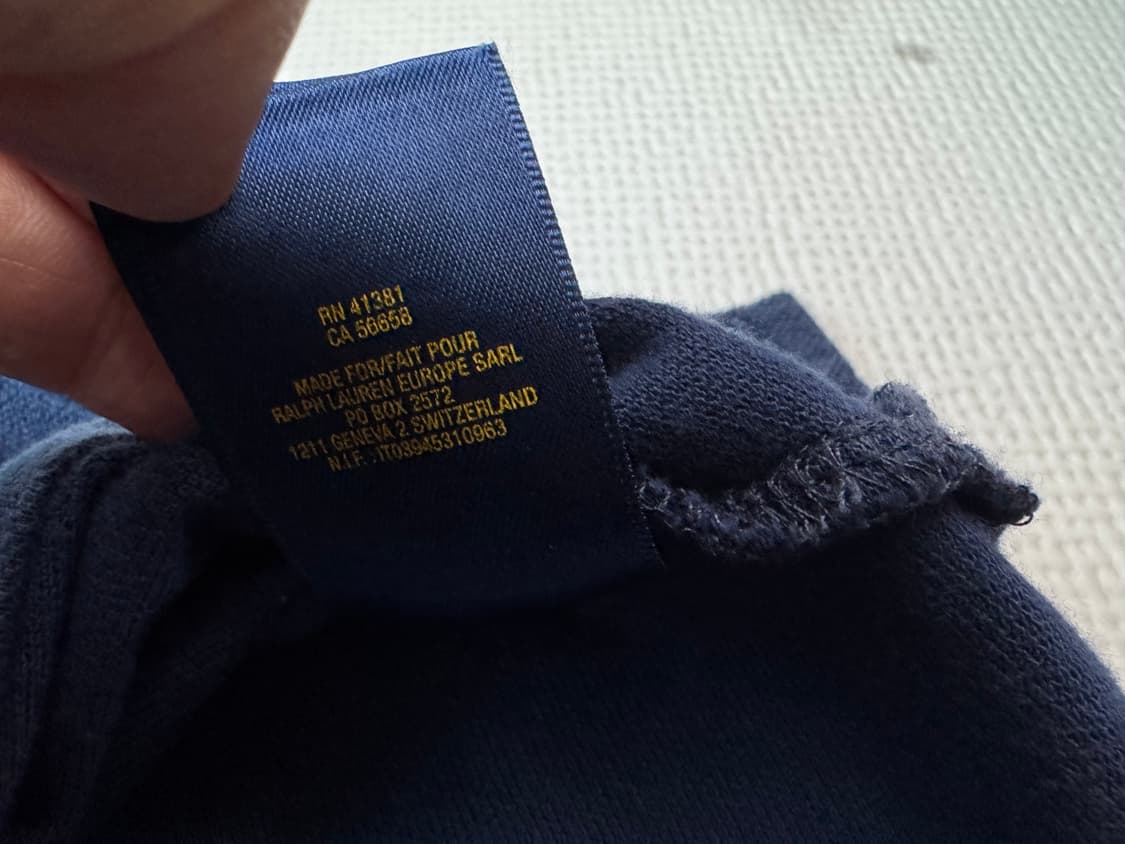 RN 41381
CA 56658
MADE FOR/FAIT POUR
RALPH LAUREN EUROPE SARL
PO BOX 2572
1211 GENEVA 2 SWITZERLAND
N.I.F. :IT03945310963